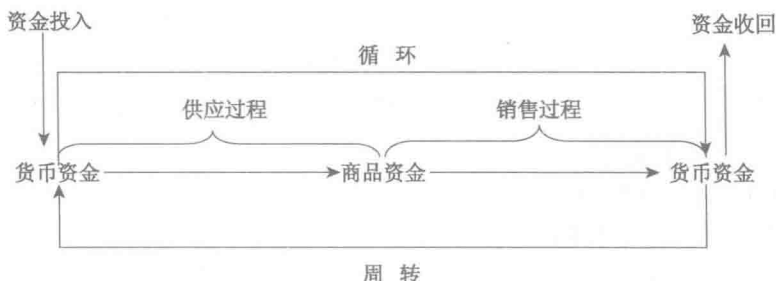 资金投入
资金收回
循 环
供应过程
销售过程
货币资金
商品资金
货币资金
周 转